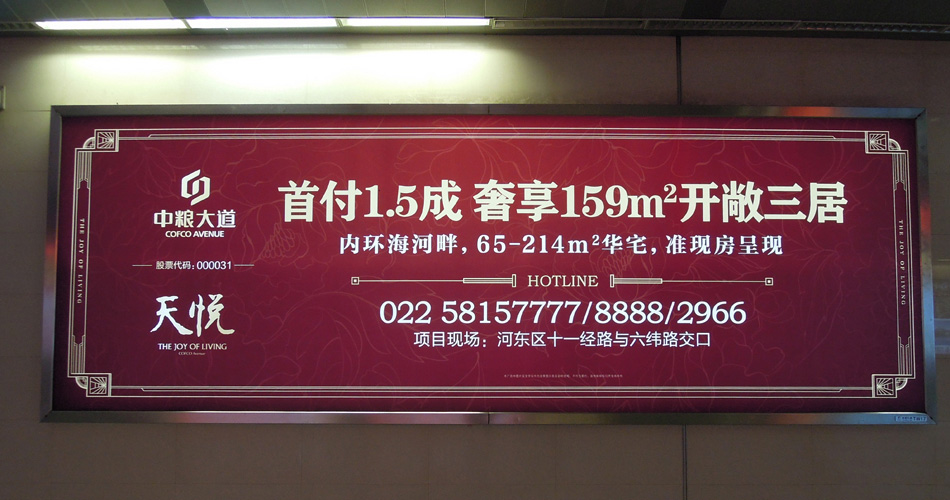 中粮大道
COFCO AVENUE
股票代码：000031
天悦
THE JOY OF LIVING
首付1.5成 奢享159m²开敞三居
内环海河畔，65-214m²华宅，准现房呈现
HOTLINE
022 58157777/8888/2966
项目现场：河东区十一经路与六纬路交口
THE JOY OF LIVING
THE JOY OF LIVING